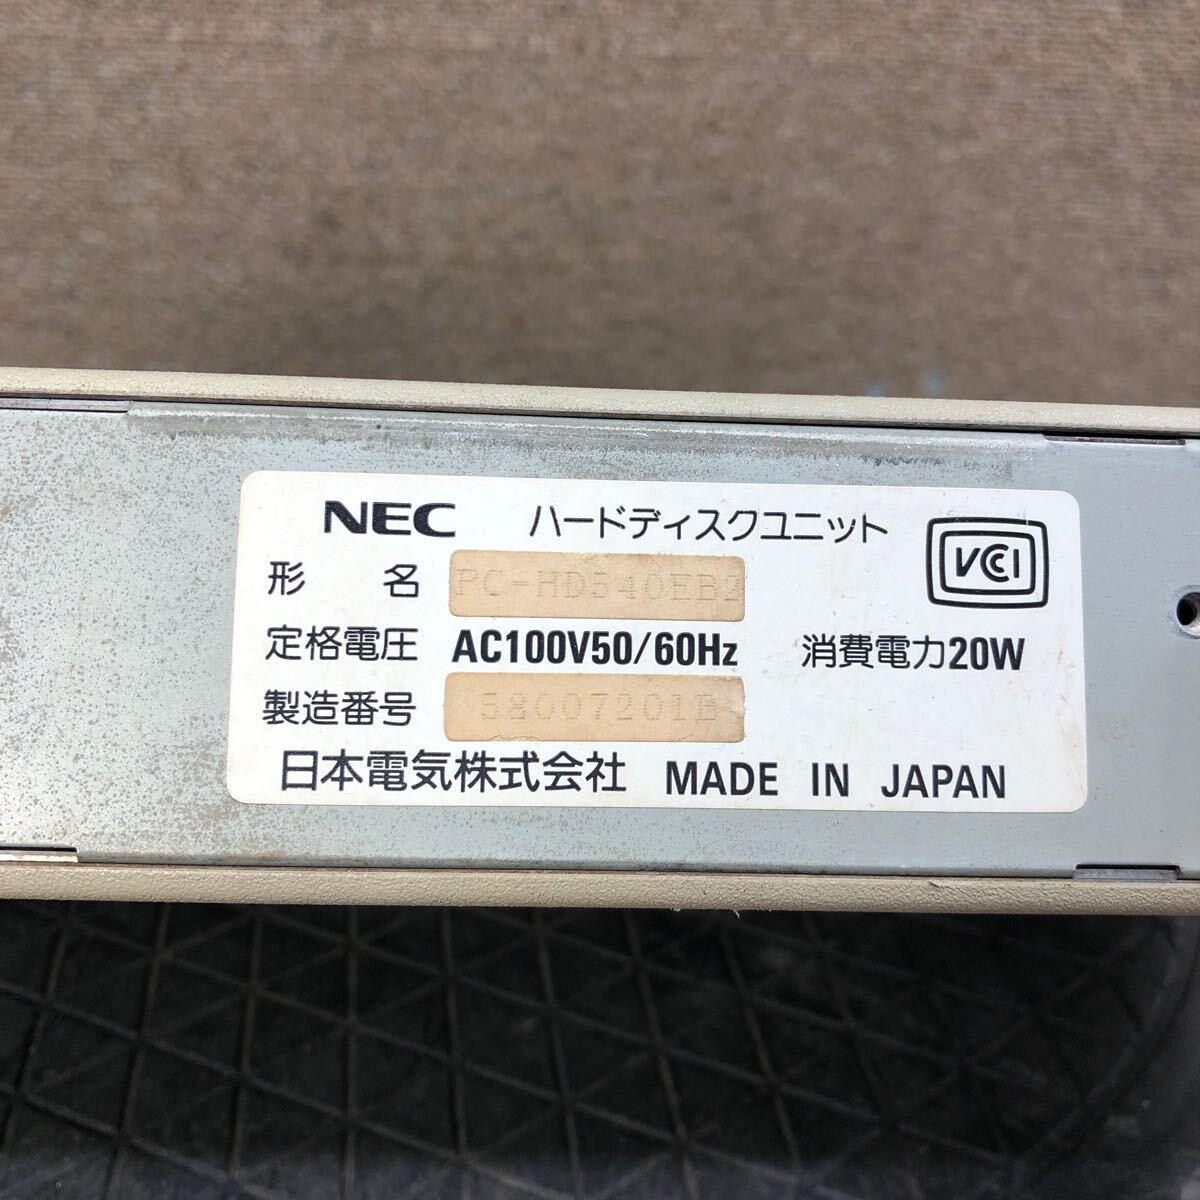 NEC ハードディスクユニット
VCCI
形名 PC-HD540EB2
定格電圧 AC100V50/60Hz 消費電力20W
製造番号 58007201B
日本電気株式会社 MADE IN JAPAN